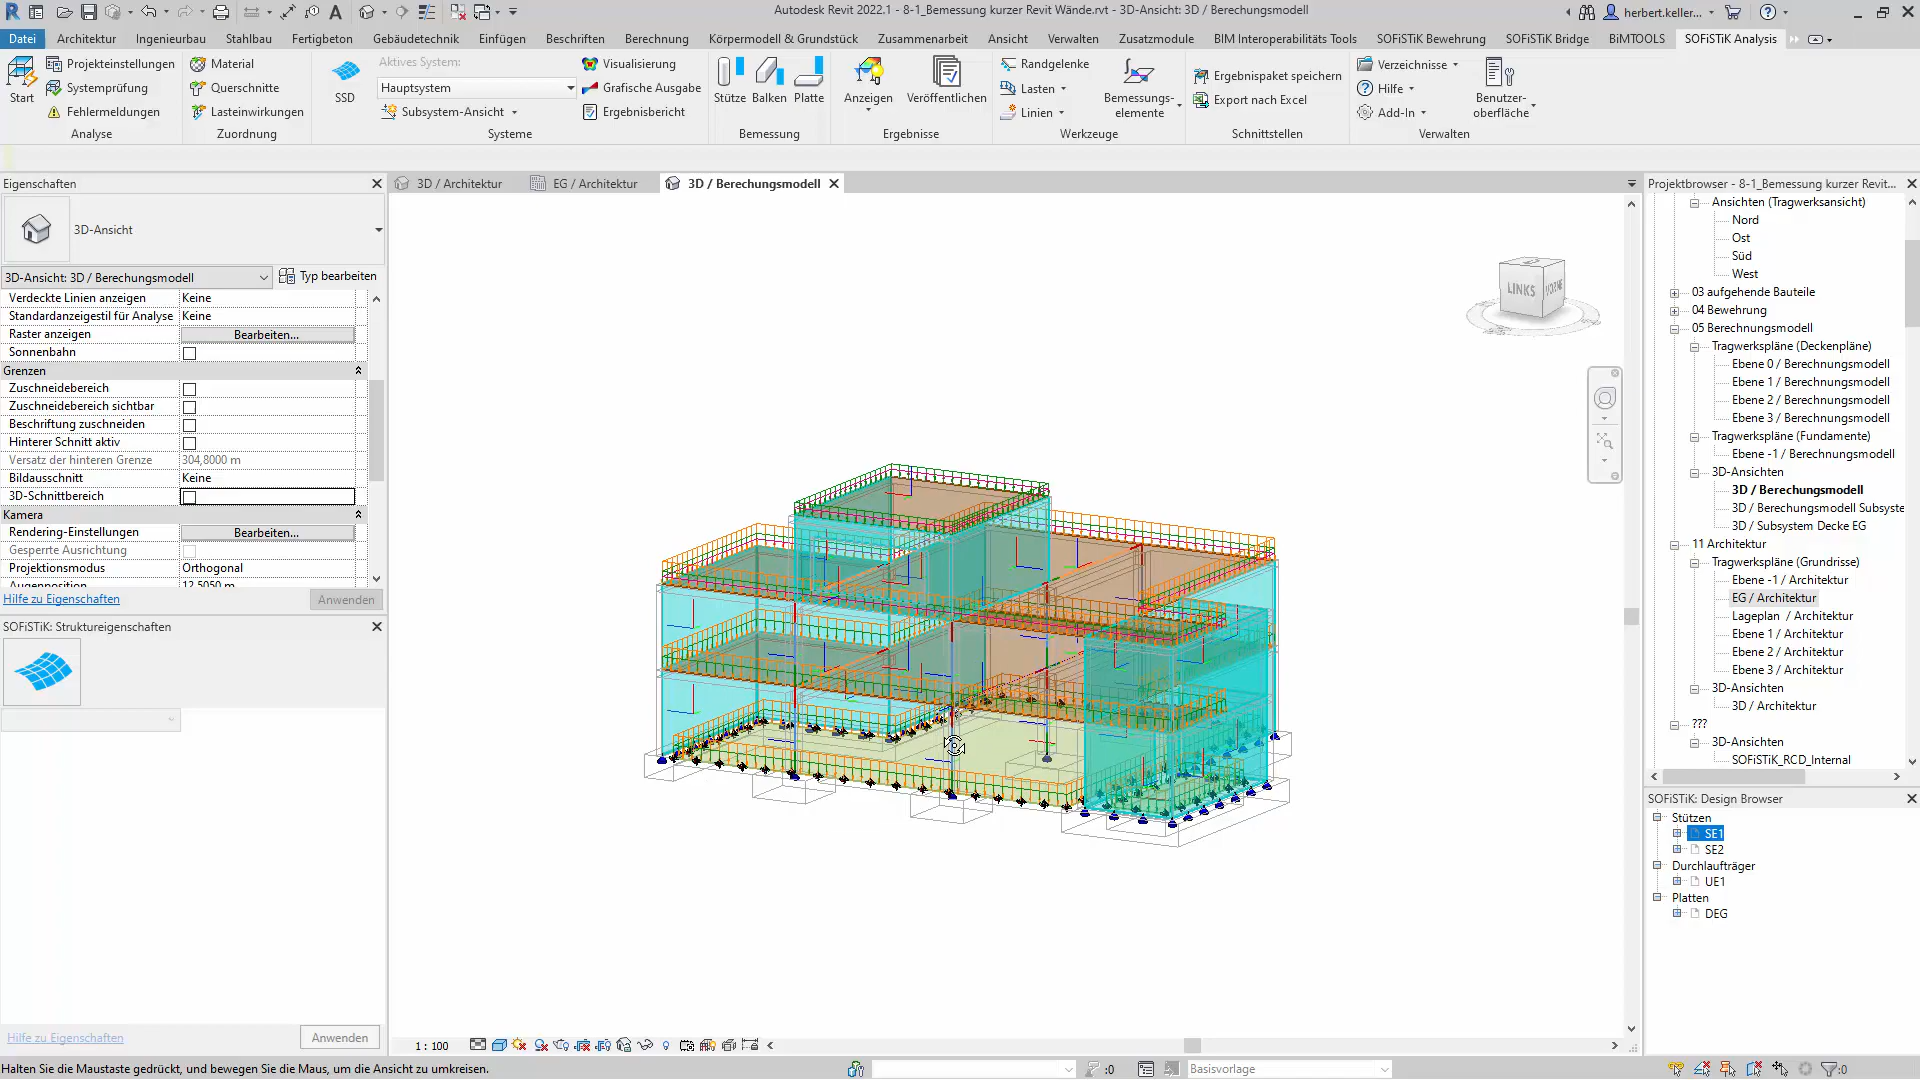 Autodesk Revit 2022.1 - 8-1_Bemessung kurzer Revit Wände.rvt - 3D-Ansicht: 3D / Berechungsmodell
herbert.keller...
Datei
Architektur
Ingenieurbau
Stahlbau
Fertigbeton
Gebäudetechnik
Einfügen
Beschriften
Berechnung
Körpermodell & Grundstück
Zusammenarbeit
Ansicht
Verwalten
Zusatzmodule
BIM Interoperabilitäts Tools
SOFiSTiK Bewehrung
SOFiSTiK Bridge
BiMTOOLS
SOFiSTiK Analysis
Start
Projekteinstellungen
Systemprüfung
Fehlermeldungen
Analyse
Material
Querschnitte
Lasteinwirkungen
Zuordnung
SSD
Aktives System:
Hauptsystem
Subsystem-Ansicht
Visualisierung
Grafische Ausgabe
Ergebnisbericht
Systeme
Stütze
Balken
Platte
Bemessung
Anzeigen
Veröffentlichen
Ergebnisse
Randgelenke
Lasten
Linien
Bemessungs-
elemente
Werkzeuge
Ergebnispaket speichern
Export nach Excel
Schnittstellen
Verzeichnisse
Hilfe
Add-In
Benutzer-
oberfläche
Verwalten
Eigenschaften
3D-Ansicht
3D-Ansicht: 3D / Berechungsmodell
Typ bearbeiten
Verdeckte Linien anzeigen Keine
Standardanzeigestil für Analyse Keine
Raster anzeigen Bearbeiten...
Sonnenbahn
Grenzen
Zuschneidebereich
Zuschneidebereich sichtbar
Beschriftung zuschneiden
Hinterer Schnitt aktiv
Versatz der hinteren Grenze 304,8000 m
Bildausschnitt Keine
3D-Schnittbereich
Kamera
Rendering-Einstellungen Bearbeiten...
Gesperrte Ausrichtung
Projektionsmodus Orthogonal
Augenposition 12,5050 m
Hilfe zu Eigenschaften
Anwenden
SOFiSTiK: Struktureigenschaften
Hilfe zu Eigenschaften
Anwenden
3D / Architektur
EG / Architektur
3D / Berechungsmodell
LINKS
VORNE
1 : 100
Projektbrowser - 8-1_Bemessung kurzer Revit...
Ansichten (Tragwerksansicht)
Nord
Ost
Süd
West
03 aufgehende Bauteile
04 Bewehrung
05 Berechnungsmodell
Tragwerkspläne (Deckenpläne)
Ebene 0 / Berechnungsmodell
Ebene 1 / Berechnungsmodell
Ebene 2 / Berechnungsmodell
Ebene 3 / Berechnungsmodell
Tragwerkspläne (Fundamente)
Ebene -1 / Berechnungsmodell
3D-Ansichten
3D / Berechungsmodell
3D / Berechungsmodell Subsyste
3D / Subsystem Decke EG
11 Architektur
Tragwerkspläne (Grundrisse)
Ebene -1 / Architektur
EG / Architektur
Lageplan / Architektur
Ebene 1 / Architektur
Ebene 2 / Architektur
Ebene 3 / Architektur
3D-Ansichten
3D / Architektur
???
3D-Ansichten
SOFiSTiK_RCD_Internal
SOFiSTiK: Design Browser
Stützen
SE1
SE2
Durchlaufträger
UE1
Platten
DEG
Halten Sie die Maustaste gedrückt, und bewegen Sie die Maus, um die Ansicht zu umkreisen.
:0
Basisvorlage
:0